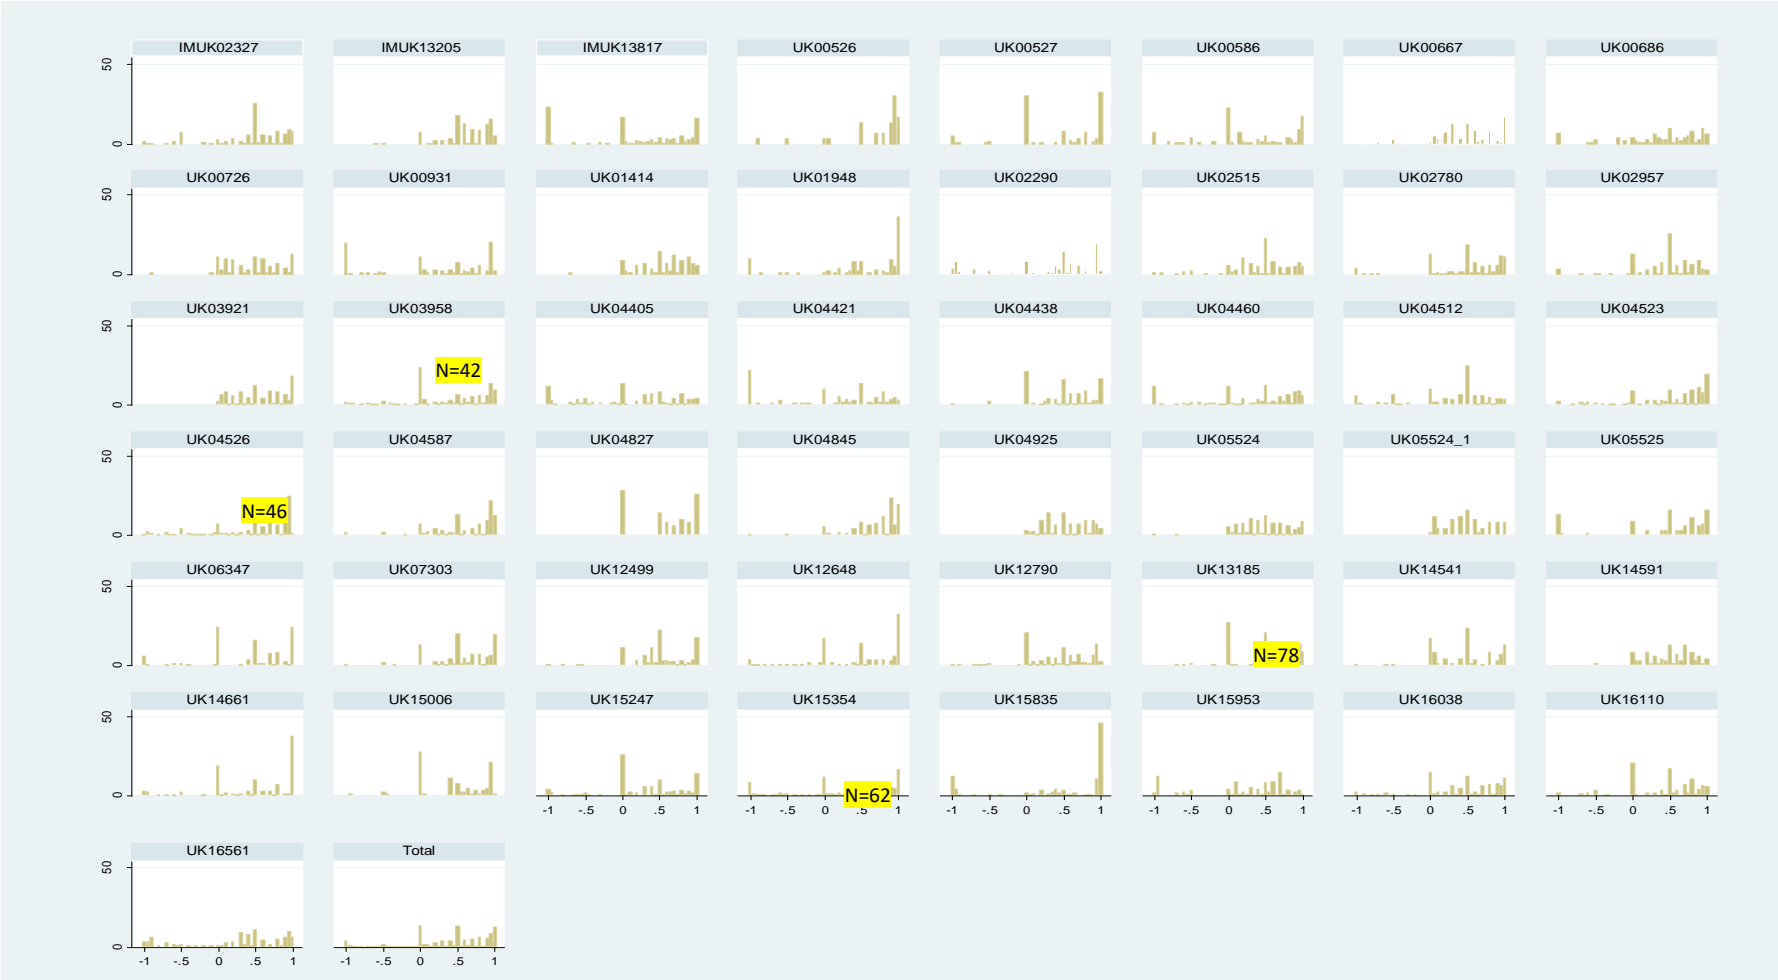 IMUK02327 IMUK13205 IMUK13817 UK00526 UK00527 UK00586 UK00667 UK00686
50
0
UK00726 UK00931 UK01414 UK01948 UK02290 UK02515 UK02780 UK02957
50
0
UK03921 UK03958 UK04405 UK04421 UK04438 UK04460 UK04512 UK04523
50
N=42
0
UK04526 UK04587 UK04827 UK04845 UK04925 UK05524 UK05524_1 UK05525
50
N=46
0
UK06347 UK07303 UK12499 UK12648 UK12790 UK13185 UK14541 UK14591
50
N=78
0
UK14661 UK15006 UK15247 UK15354 UK15835 UK15953 UK16038 UK16110
50
0 N=62
-1 -.5 0 .5 1 -1 -.5 0 .5 1 -1 -.5 0 .5 1 -1 -.5 0 .5 1 -1 -.5 0 .5 1 -1 -.5 0 .5 1
UK16561 Total
50
0
-1 -.5 0 .5 1 -1 -.5 0 .5 1